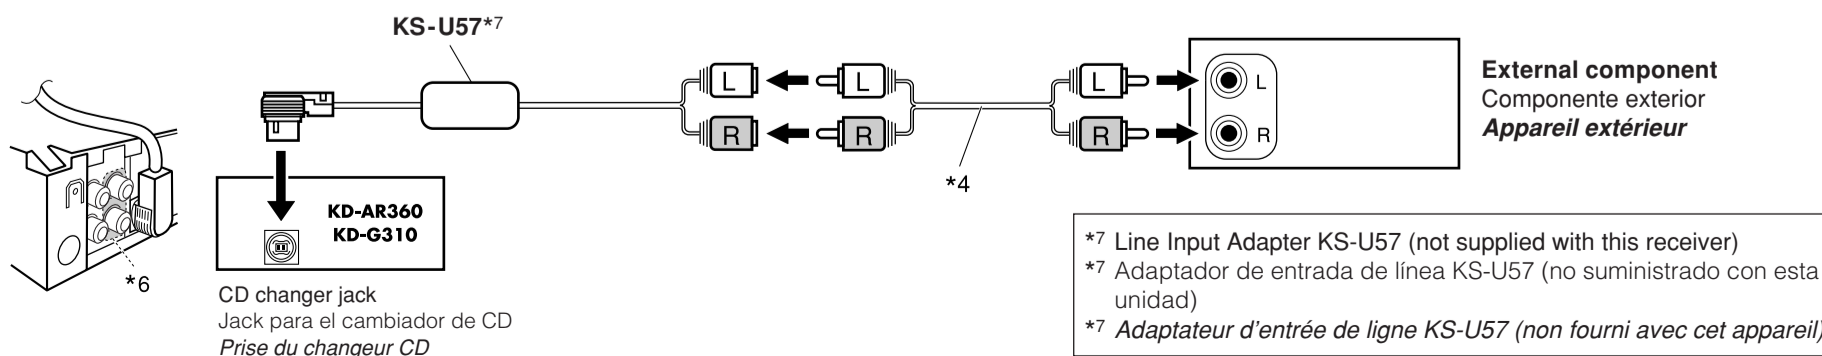 KS-U57*7
L
L
L
L
R
R
R
R
External component
Componente exterior
Appareil extérieur
*4
*6
KD-AR360
KD-G310
CD changer jack
Jack para el cambiador de CD
Prise du changeur CD
*7 Line Input Adapter KS-U57 (not supplied with this receiver)
*7 Adaptador de entrada de línea KS-U57 (no suministrado con esta
unidad)
*7 Adaptateur d'entrée de ligne KS-U57 (non fourni avec cet appareil)